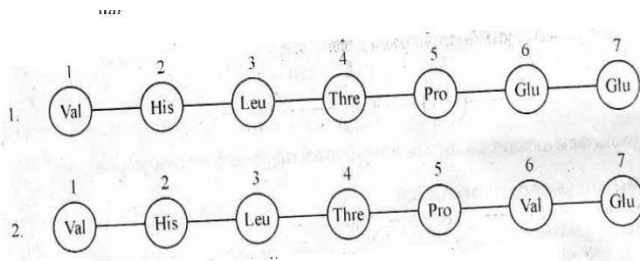 1 2 3 4 5 6 7
1. Val His Leu Thre Pro Glu Glu
1 2 3 4 5 6 7
2. Val His Leu Thre Pro Val Glu